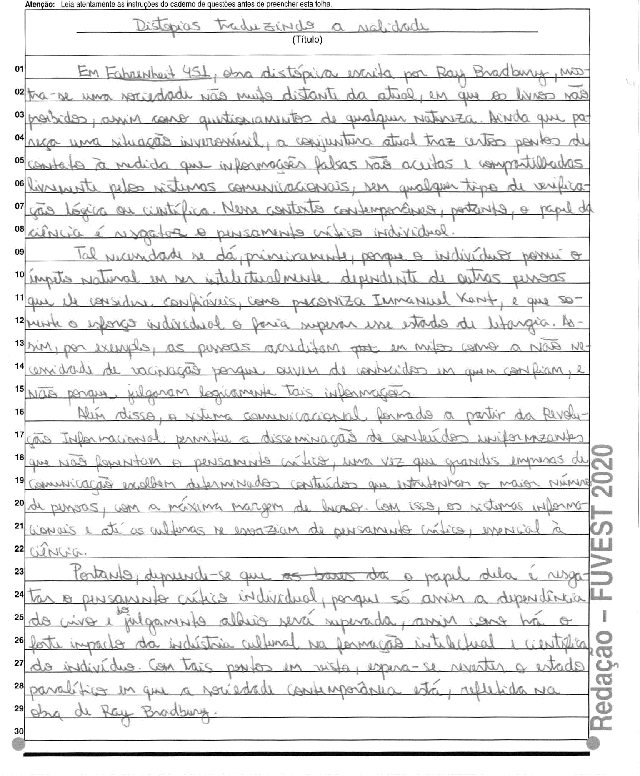 Atenção: Leia atentamente as instruções do caderno de questões antes de preencher esta folha.
Distopias traduzindo a realidade
(Título)
01 Em Fahrenheit 451, obra distópica escrita por Ray Bradbury, mos-
02 tra-se uma sociedade não muito distante da atual, em que os livros são
03 proibidos, assim como questionamentos de qualquer natureza. Ainda que pa-
04 reça uma situação inverossímil, a conjuntura atual traz certos pontos de
05 contato à medida que informações falsas são aceitas e compartilhadas
06 livremente pelos sistemas comunicacionais, sem qualquer tipo de verifica-
07 ção lógica ou científica. Nesse contexto contemporâneo, portanto, o papel da
08 ciência é resgatar o pensamento crítico individual.
09 Tal necessidade se dá, primeiramente, porque o indivíduo possui o
10 ímpeto natural em ser intelectualmente dependente de outras pessoas
11 que ele considera confiáveis, como preconiza Immanuel Kant, e que so-
12 mente o esforço individual o faria superar esse estado de letargia. As-
13 sim, por exemplo, as pessoas acreditam em mitos como a não ne-
14 cessidade de vacinação porque ouvem de conhecidos em quem confiam, e
15 não porque julgaram logicamente tais informações.
16 Além disso, o sistema comunicacional, formado a partir da Revolu-
17 ção Informacional, permitiu a disseminação de conteúdos uniformizantes
18 que não fomentam o pensamento crítico, uma vez que grandes empresas de
19 comunicação escolhem determinados conteúdos que entretenham o maior número
20 de pessoas, com a máxima margem de lucro. Com isso, os sistemas informa-
21 cionais e até as culturas se esvaziam de pensamento crítico, essencial à
22 ciência.
23 Portanto, depreende-se que as bases da o papel dela é resga-
24 tar o pensamento crítico individual, porque só assim a dependência
25 do crivo e do julgamento alheio será superada, assim como o
26 forte impacto da indústria cultural na formação intelectual e científica
27 do indivíduo. Com tais pontos em vista, espera-se reverter o estado
28 paralítico em que a sociedade contemporânea está, refletida na
29 obra de Ray Bradbury.
30
Redação – FUVEST 2020